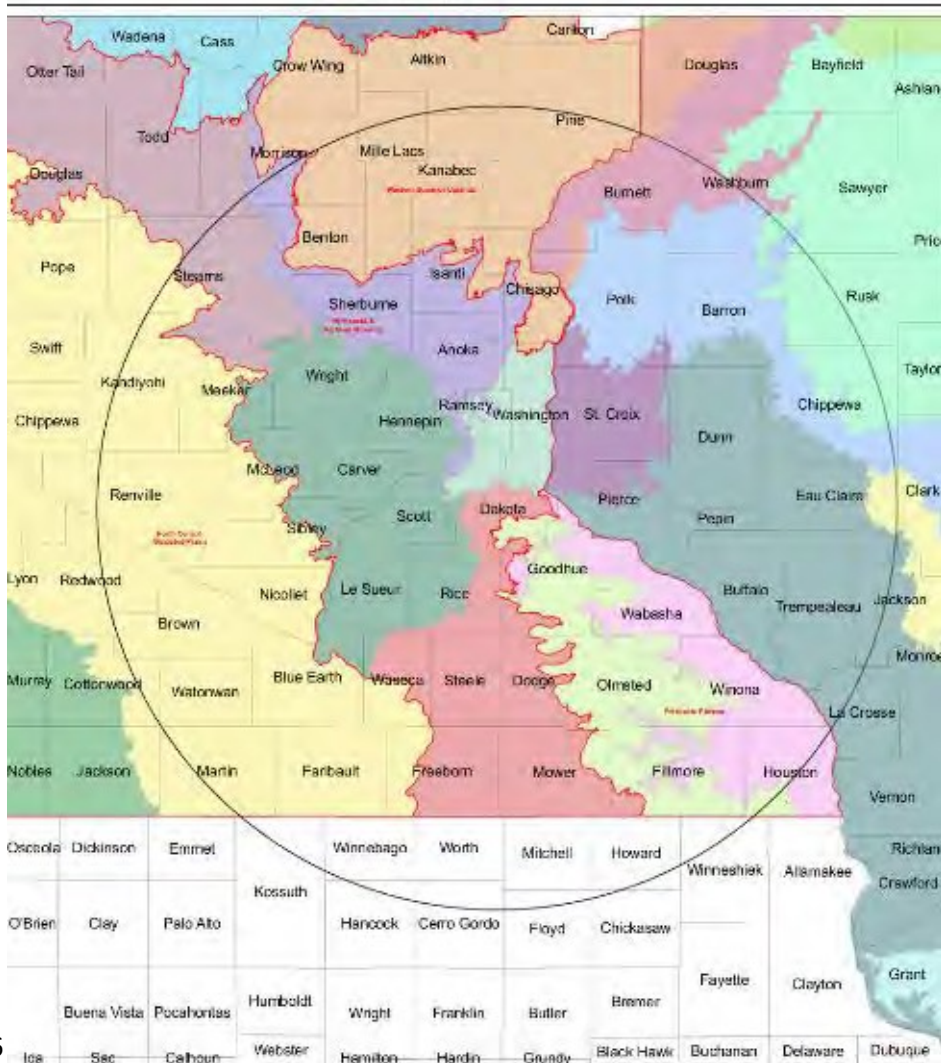 Carlton
Wadena
Cass
Crow Wing
Aitkin
Otter Tail
Douglas
Bayfield
Ashlan
Pine
Todd
Morrison
Mille Lacs
Kanabec
Douglas
Burnett
Washburn
Sawyer
Benton
Pric
Pope
Stearns
Isanti
Chisago
Sherburne
Polk
Barron
Rusk
Swift
Anoka
Taylor
Kandiyohi
Meeker
Wright
Ramsey
Washington
St. Croix
Chippewa
Chippewa
Hennepin
Dunn
McLeod
Carver
Renville
Pierce
Eau Claire
Clark
Scott
Dakota
Pepin
Sibley
Goodhue
Lyon
Redwood
Nicollet
Le Sueur
Rice
Buffalo
Trempealeau
Jackson
Wabasha
Brown
Monroe
Murray
Cottonwood
Watonwan
Blue Earth
Waseca
Steele
Dodge
Olmsted
Winona
La Crosse
Nobles
Jackson
Martin
Faribault
Freeborn
Mower
Fillmore
Houston
Vernon
Osceola
Dickinson
Emmet
Winnebago
Worth
Mitchell
Howard
Richlan
Winneshiek
Allamakee
Crawford
Kossuth
O'Brien
Clay
Palo Alto
Hancock
Cerro Gordo
Floyd
Chickasaw
Grant
Fayette
Clayton
Buena Vista
Pocahontas
Humboldt
Wright
Franklin
Butler
Bremer
Ida
Sac
Calhoun
Webster
Hamilton
Hardin
Grundy
Black Hawk
Buchanan
Delaware
Dubuque